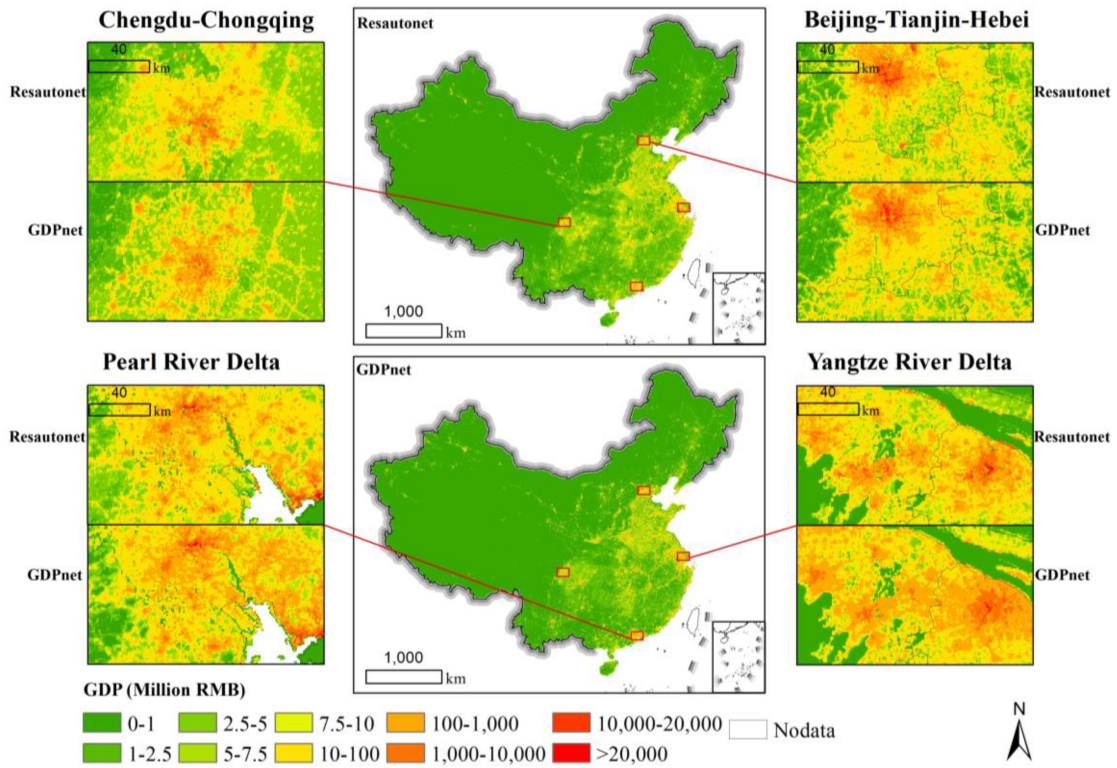 Chengdu-Chongqing
Resautonet
Beijing-Tianjin-Hebei
40
km
40
km
Resautonet
Resautonet
GDPnet
GDPnet
1,000
km
Pearl River Delta
GDPnet
Yangtze River Delta
40
km
40
km
Resautonet
Resautonet
GDPnet
GDPnet
1,000
km
GDP (Million RMB)
0-1
2.5-5
7.5-10
100-1,000
10,000-20,000
Nodata
1-2.5
5-7.5
10-100
1,000-10,000
>20,000
N